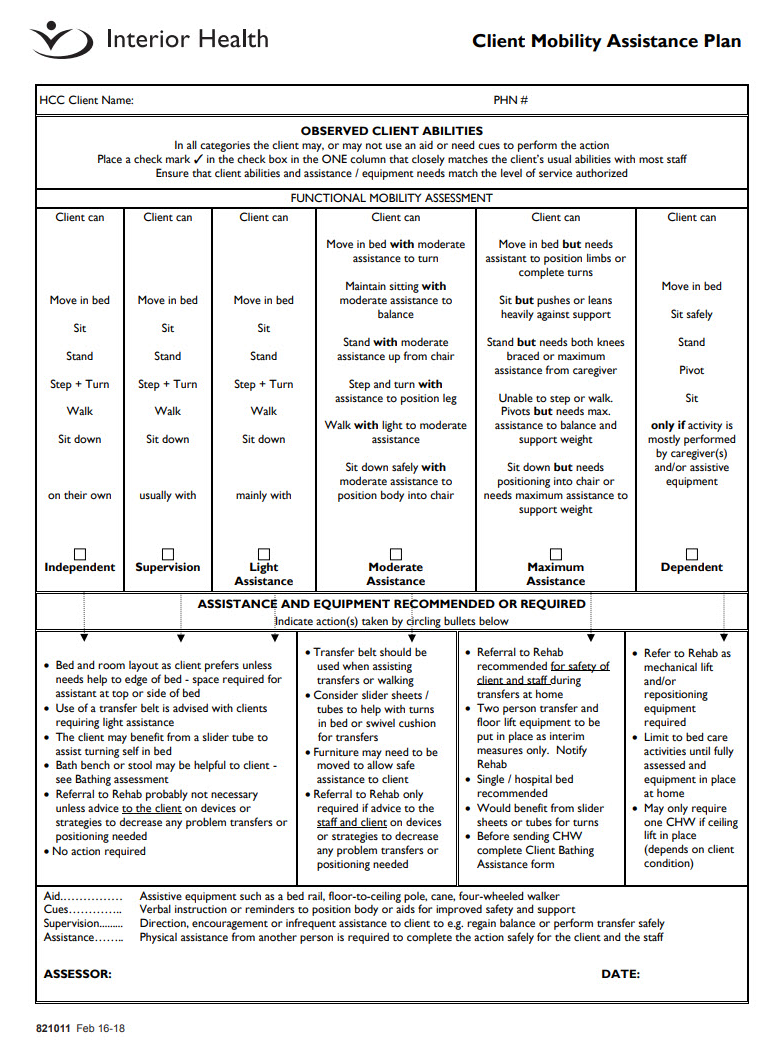 Interior Health
Client Mobility Assistance Plan
HCC Client Name:
PHN #
OBSERVED CLIENT ABILITIES
In all categories the client may, or may not use an aid or need cues to perform the action
Place a check mark ✓ in the check box in the ONE column that closely matches the client's usual abilities with most staff
Ensure that client abilities and assistance / equipment needs match the level of service authorized
FUNCTIONAL MOBILITY ASSESSMENT
Client can
Move in bed
Sit
Stand
Step + Turn
Walk
Sit down
on their own
Independent
Client can
Move in bed
Sit
Stand
Step + Turn
Walk
Sit down
usually with
Supervision
Client can
Move in bed
Sit
Stand
Step + Turn
Walk
Sit down
mainly with
Light
Assistance
Client can
Move in bed with moderate
assistance to turn
Maintain sitting with
moderate assistance to
balance
Stand with moderate
assistance up from chair
Step and turn with
assistance to position leg
Walk with light to moderate
assistance
Sit down safely with
moderate assistance to
position body into chair
Moderate
Assistance
Client can
Move in bed but needs
assistant to position limbs or
complete turns
Sit but pushes or leans
heavily against support
Stand but needs both knees
braced or maximum
assistance from caregiver
Unable to step or walk.
Pivots but needs max.
assistance to balance and
support weight
Sit down but needs
positioning into chair or
needs maximum assistance to
support weight
Maximum
Assistance
Client can
Move in bed
Sit safely
Stand
Pivot
Sit
only if activity is
mostly performed
by caregiver(s)
and/or assistive
equipment
Dependent
ASSISTANCE AND EQUIPMENT RECOMMENDED OR REQUIRED
Indicate action(s) taken by circling bullets below
• Bed and room layout as client prefers unless
needs help to edge of bed - space required for
assistant at top or side of bed
• Use of a transfer belt is advised with clients
requiring light assistance
• The client may benefit from a slider tube to
assist turning self in bed
• Bath bench or stool may be helpful to client -
see Bathing assessment
• Referral to Rehab probably not necessary
unless advice to the client on devices or
strategies to decrease any problem transfers or
positioning needed
• No action required
• Transfer belt should be
used when assisting
transfers or walking
• Consider slider sheets /
tubes to help with turns
in bed or swivel cushion
for transfers
• Furniture may need to be
moved to allow safe
assistance to client
• Referral to Rehab only
required if advice to the
staff and client on devices
or strategies to decrease
any problem transfers or
positioning needed
• Referral to Rehab
recommended for safety of
client and staff during
transfers at home
• Two person transfer and
floor lift equipment to be
put in place as interim
measures only. Notify
Rehab
• Single / hospital bed
recommended
• Would benefit from slider
sheets or tubes for turns
• Before sending CHW
complete Client Bathing
Assistance form
• Refer to Rehab as
mechanical lift
and/or
repositioning
equipment
required
• Limit to bed care
activities until fully
assessed and
equipment in place
at home
• May only require
one CHW if ceiling
lift in place
(depends on client
condition)
Aid…………… Assistive equipment such as a bed rail, floor-to-ceiling pole, cane, four-wheeled walker
Cues………….. Verbal instruction or reminders to position body or aids for improved safety and support
Supervision......... Direction, encouragement or infrequent assistance to client to e.g. regain balance or perform transfer safely
Assistance…….. Physical assistance from another person is required to complete the action safely for the client and the staff
ASSESSOR:
DATE:
821011 Feb 16-18